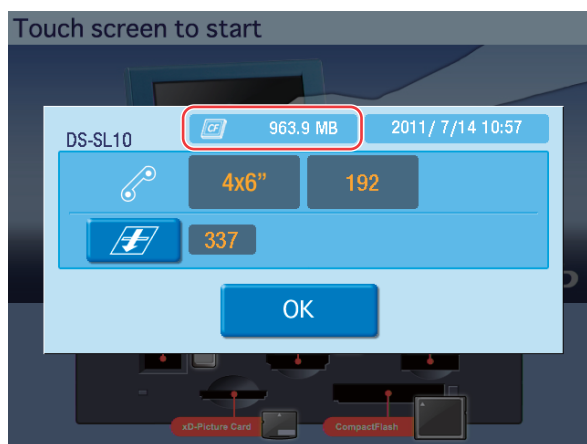 Touch screen to start
DS-SL10
CF 963.9 MB
2011/ 7/14 10:57
4x6” 192
337
OK
xD-Picture Card
CompactFlash